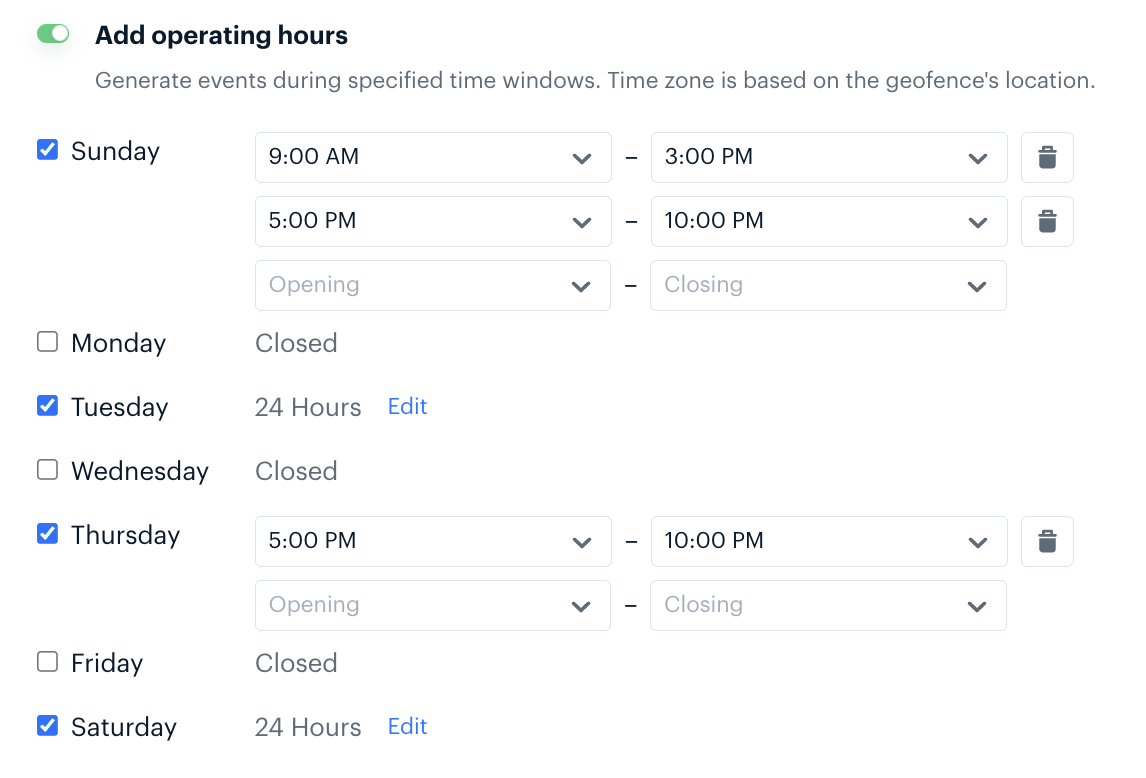 Add operating hours
Generate events during specified time windows. Time zone is based on the geofence's location.
Sunday 9:00 AM – 3:00 PM
5:00 PM – 10:00 PM
Opening – Closing
Monday Closed
Tuesday 24 Hours Edit
Wednesday Closed
Thursday 5:00 PM – 10:00 PM
Opening – Closing
Friday Closed
Saturday 24 Hours Edit